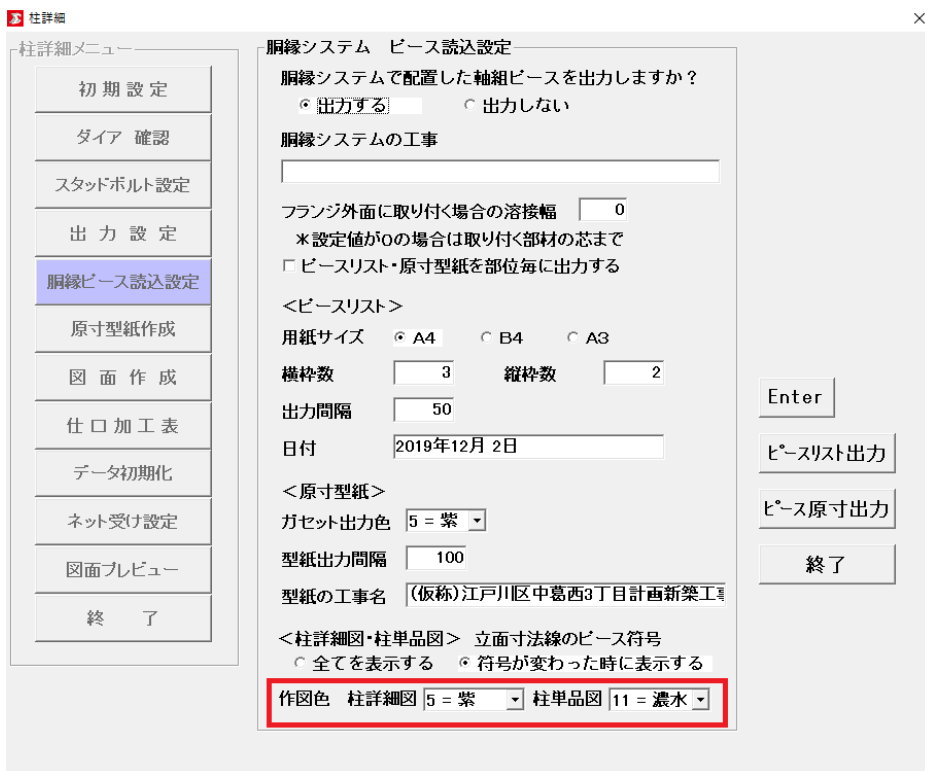 柱詳細
柱詳細メニュー
初 期 設 定
ダイア 確認
スタッドボルト設定
出 力 設 定
胴縁ピース読込設定
原寸型紙作成
図 面 作 成
仕 口 加 工 表
データ初期化
ネット受け設定
図面プレビュー
終 了
胴縁システム ピース読込設定
胴縁システムで配置した軸組ピースを出力しますか?
出力する 出力しない
胴縁システムの工事
フランジ外面に取り付く場合の溶接幅 0
*設定値が0の場合は取り付く部材の芯まで
ピースリスト・原寸型紙を部位毎に出力する
<ピースリスト>
用紙サイズ A4 B4 A3
横枠数 3 縦枠数 2
出力間隔 50
日付 2019年12月 2日
<原寸型紙>
ガセット出力色 5 = 紫
型紙出力間隔 100
型紙の工事名 (仮称)江戸川区中葛西3丁目計画新築工事
<柱詳細図・柱単品図> 立面寸法線のピース符号
全てを表示する 符号が変わった時に表示する
作図色 柱詳細図 5 = 紫 柱単品図 11 = 濃水
Enter
ピースリスト出力
ピース原寸出力
終了